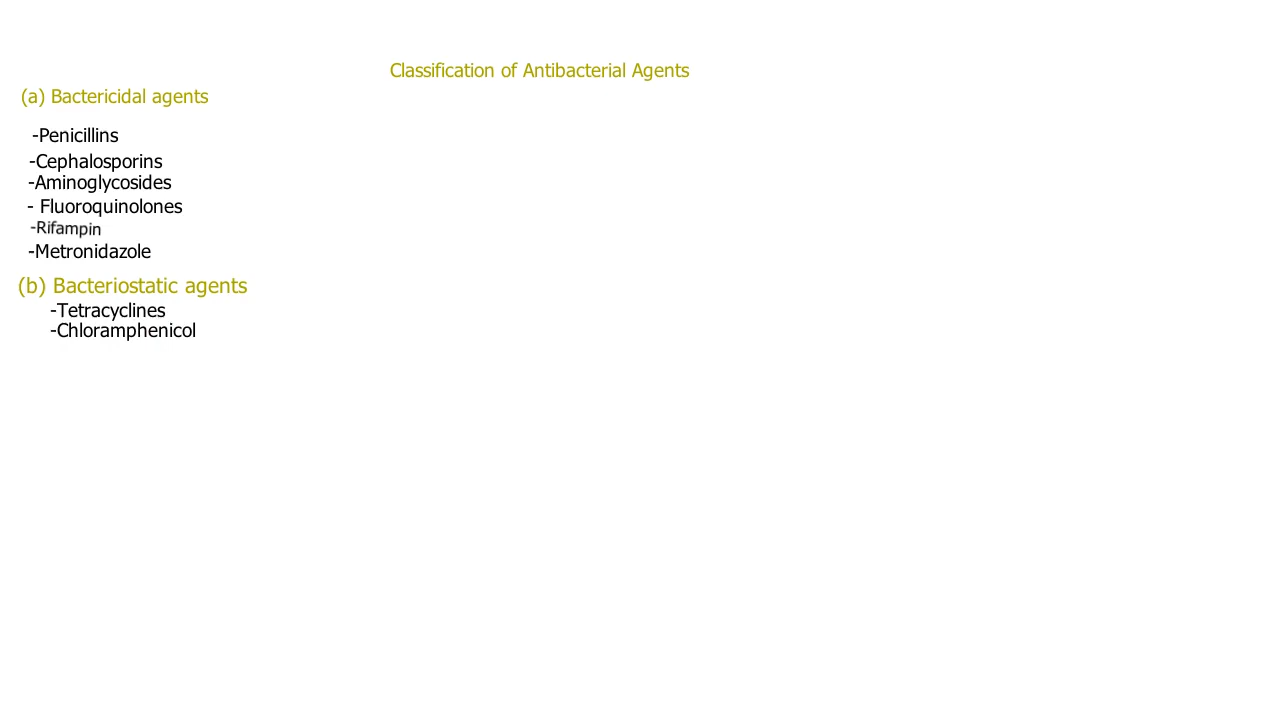 Classification of Antibacterial Agents
(a) Bactericidal agents
-Penicillins
-Cephalosporins
-Aminoglycosides
- Fluoroquinolones
-Rifampin
-Metronidazole
(b) Bacteriostatic agents
-Tetracyclines
-Chloramphenicol